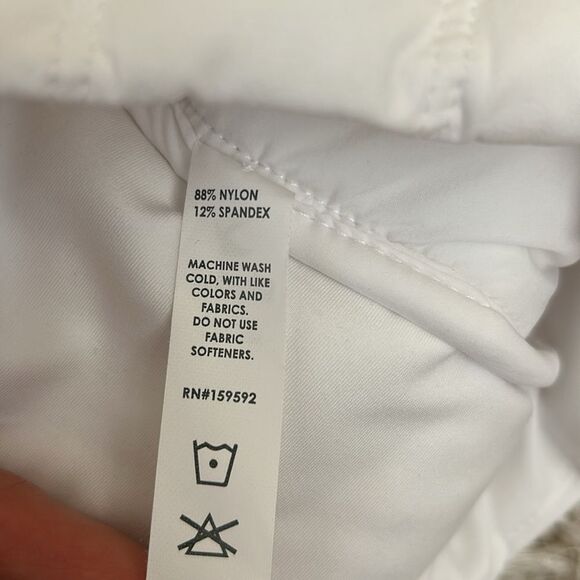 88% NYLON
12% SPANDEX
MACHINE WASH
COLD, WITH LIKE
COLORS AND
FABRICS.
DO NOT USE
FABRIC
SOFTENERS.
RN#159592